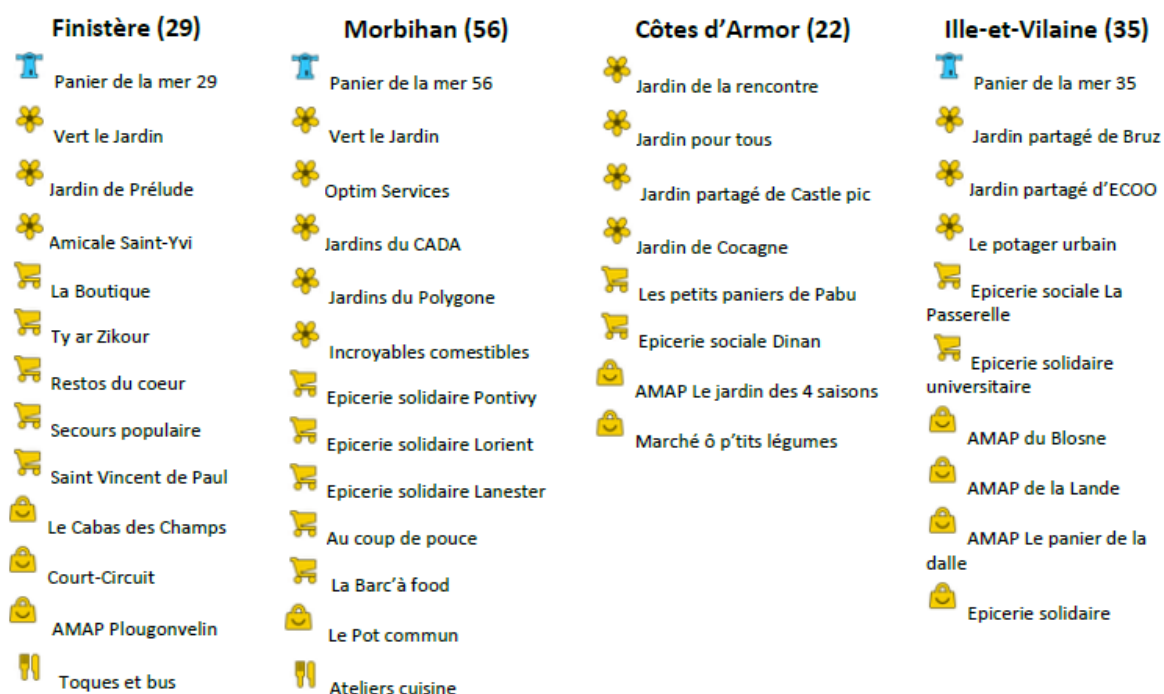 Finistère (29)
Panier de la mer 29
Vert le Jardin
Jardin de Prélude
Amicale Saint-Yvi
La Boutique
Ty ar Zikour
Restos du coeur
Secours populaire
Saint Vincent de Paul
Le Cabas des Champs
Court-Circuit
AMAP Plougonvelin
Toques et bus
Morbihan (56)
Panier de la mer 56
Vert le Jardin
Optim Services
Jardins du CADA
Jardins du Polygone
Incroyables comestibles
Epicerie solidaire Pontivy
Epicerie solidaire Lorient
Epicerie solidaire Lanester
Au coup de pouce
La Barc'à food
Le Pot commun
Ateliers cuisine
Côtes d'Armor (22)
Jardin de la rencontre
Jardin pour tous
Jardin partagé de Castle pic
Jardin de Cocagne
Les petits paniers de Pabu
Epicerie sociale Dinan
AMAP Le jardin des 4 saisons
Marché ô p'tits légumes
Ille-et-Vilaine (35)
Panier de la mer 35
Jardin partagé de Bruz
Jardin partagé d'ECOO
Le potager urbain
Epicerie sociale La
Passerelle
Epicerie solidaire
universitaire
AMAP du Blosne
AMAP de la Lande
AMAP Le panier de la
dalle
Epicerie solidaire